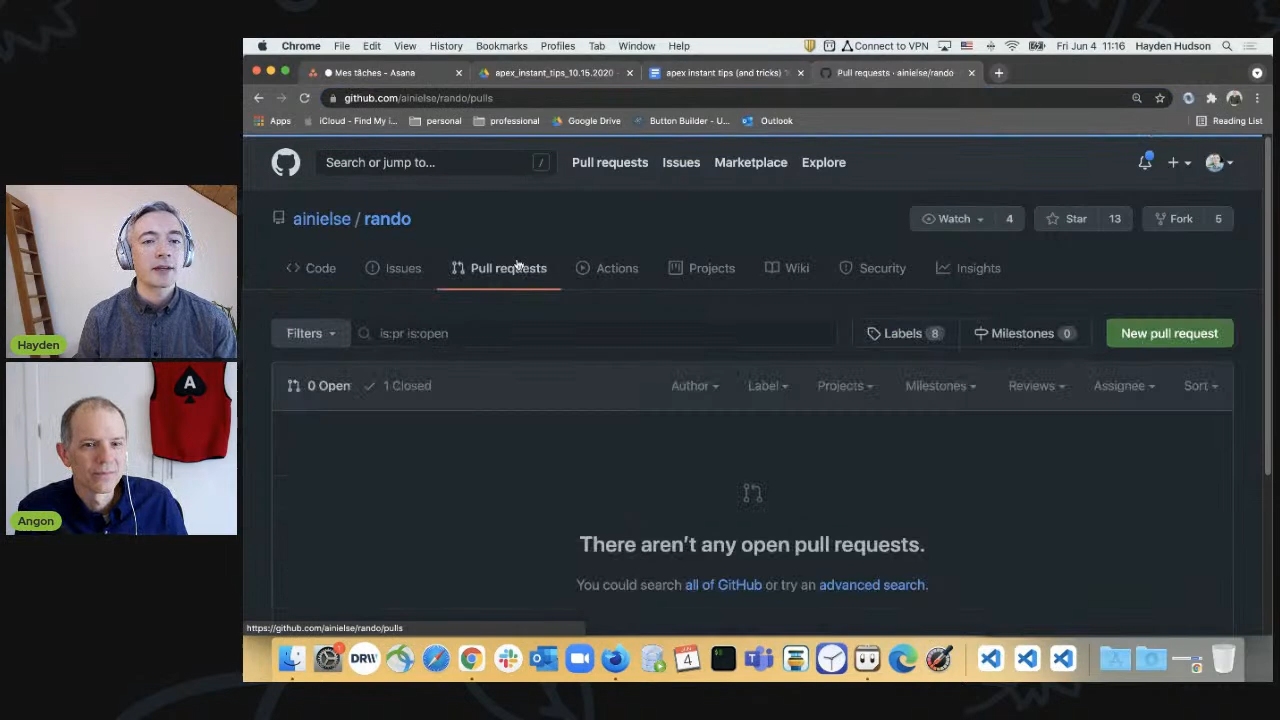 Chrome File Edit View History Bookmarks Profiles Tab Window Help Connect to VPN Fri Jun 4 11:16 Hayden Hudson
Mes tâches - Asana apex_instant_tips_10.15.2020 apex instant tips (and tricks) Pull requests · ainielse/rando
github.com/ainielse/rando/pulls
Apps iCloud - Find My i... personal professional Google Drive Button Builder - U... Outlook Reading List
Search or jump to... / Pull requests Issues Marketplace Explore
ainielse / rando Watch 4 Star 13 Fork 5
Code Issues Pull requests Actions Projects Wiki Security Insights
Filters is:pr is:open Labels 8 Milestones 0 New pull request
0 Open 1 Closed Author Label Projects Milestones Reviews Assignee Sort
There aren't any open pull requests.
You could search all of GitHub or try an advanced search.
https://github.com/ainielse/rando/pulls
DRW
4
Hayden
A
Angon